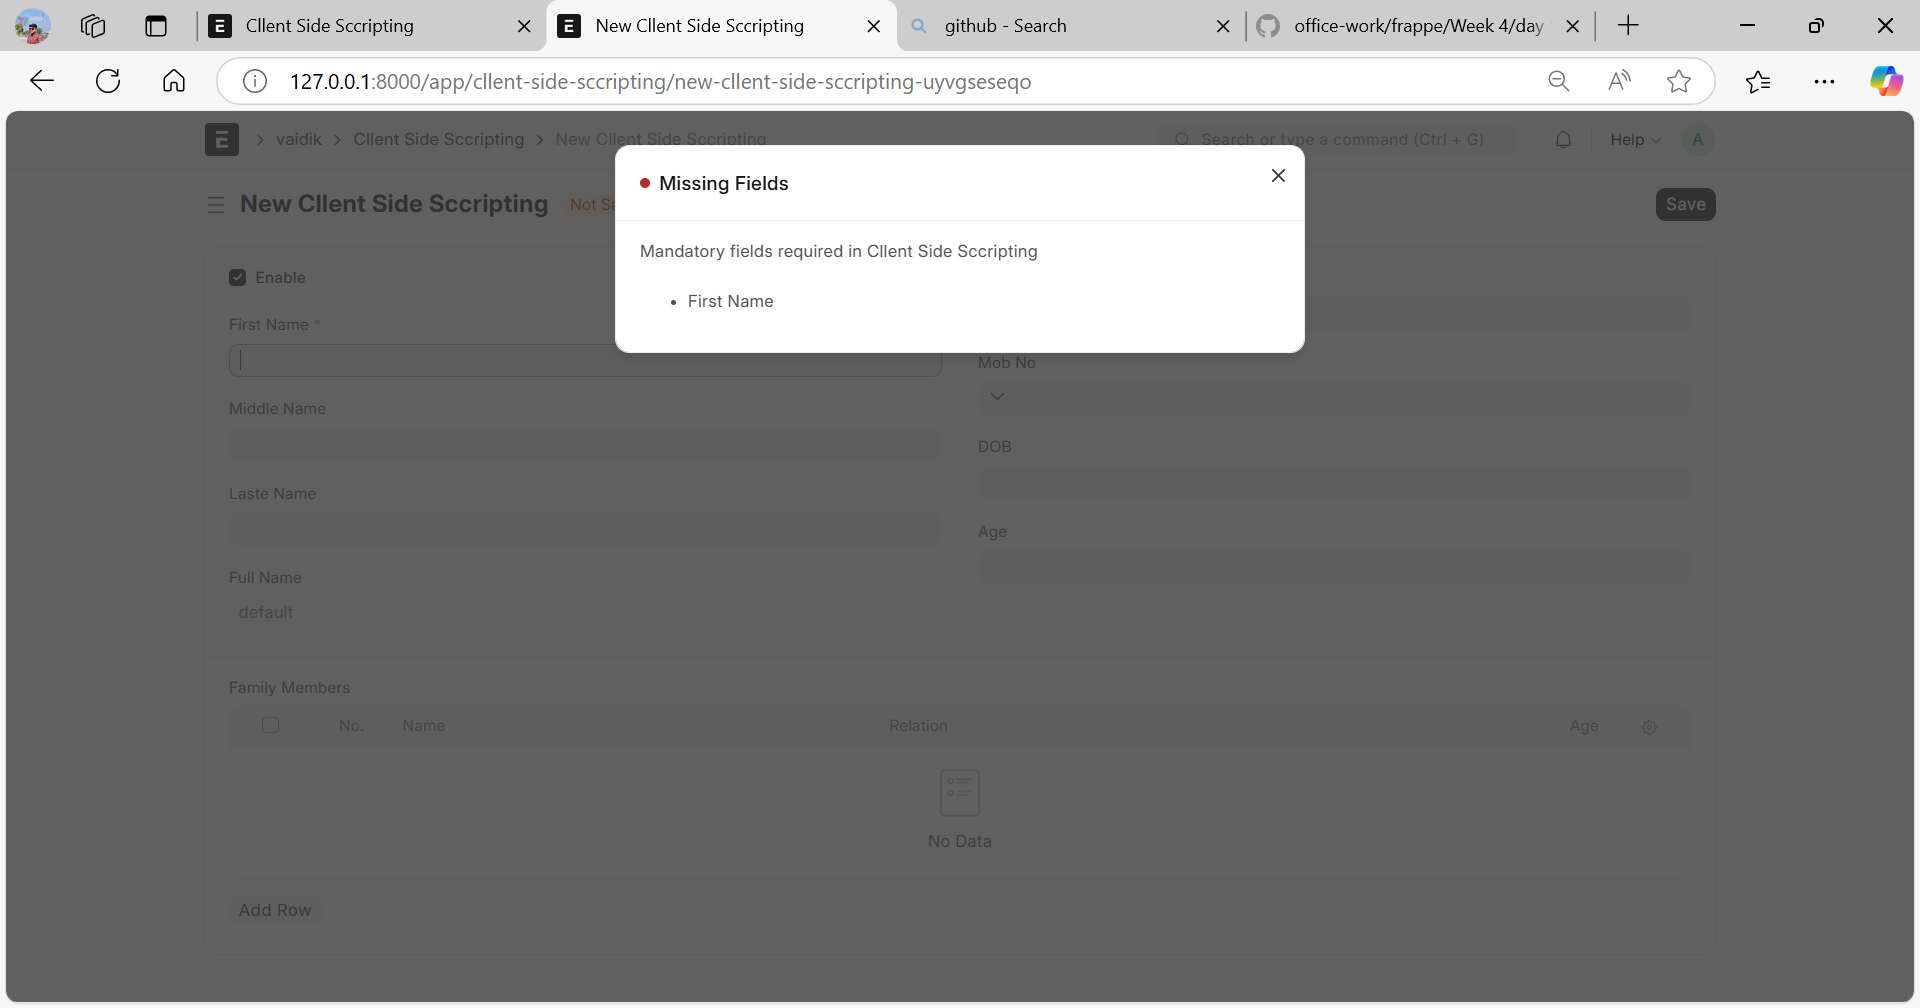 Cllent Side Sccripting
New Cllent Side Sccripting
github - Search
office-work/frappe/Week 4/day
127.0.0.1:8000/app/cllent-side-sccripting/new-cllent-side-sccripting-uyvgseseqo
E > vaidik > Cllent Side Sccripting > New Cllent Side Sccripting
Search or type a command (Ctrl + G)
Help
A
New Cllent Side Sccripting
Not Sa
Save
Missing Fields
Mandatory fields required in Cllent Side Sccripting
• First Name
Enable
First Name *
Middle Name
Laste Name
Full Name
default
Mob No
DOB
Age
Family Members
No. Name Relation Age
No Data
Add Row